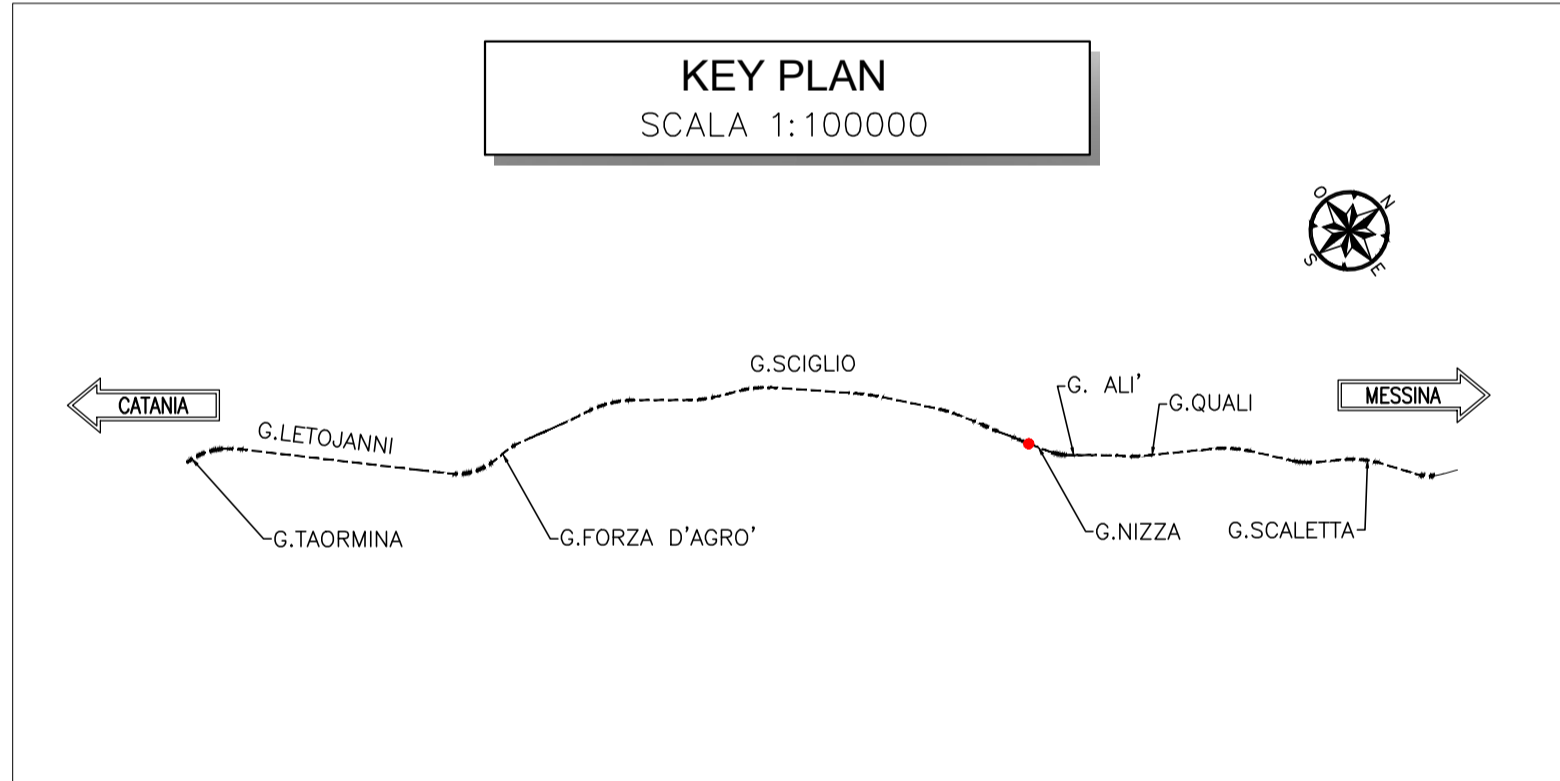 KEY PLAN
SCALA 1:100000
O
N
S
E
G.SCIGLIO
G. ALI'
G.QUALI
CATANIA
MESSINA
G.LETOJANNI
G.TAORMINA
G.FORZA D'AGRO'
G.NIZZA
G.SCALETTA